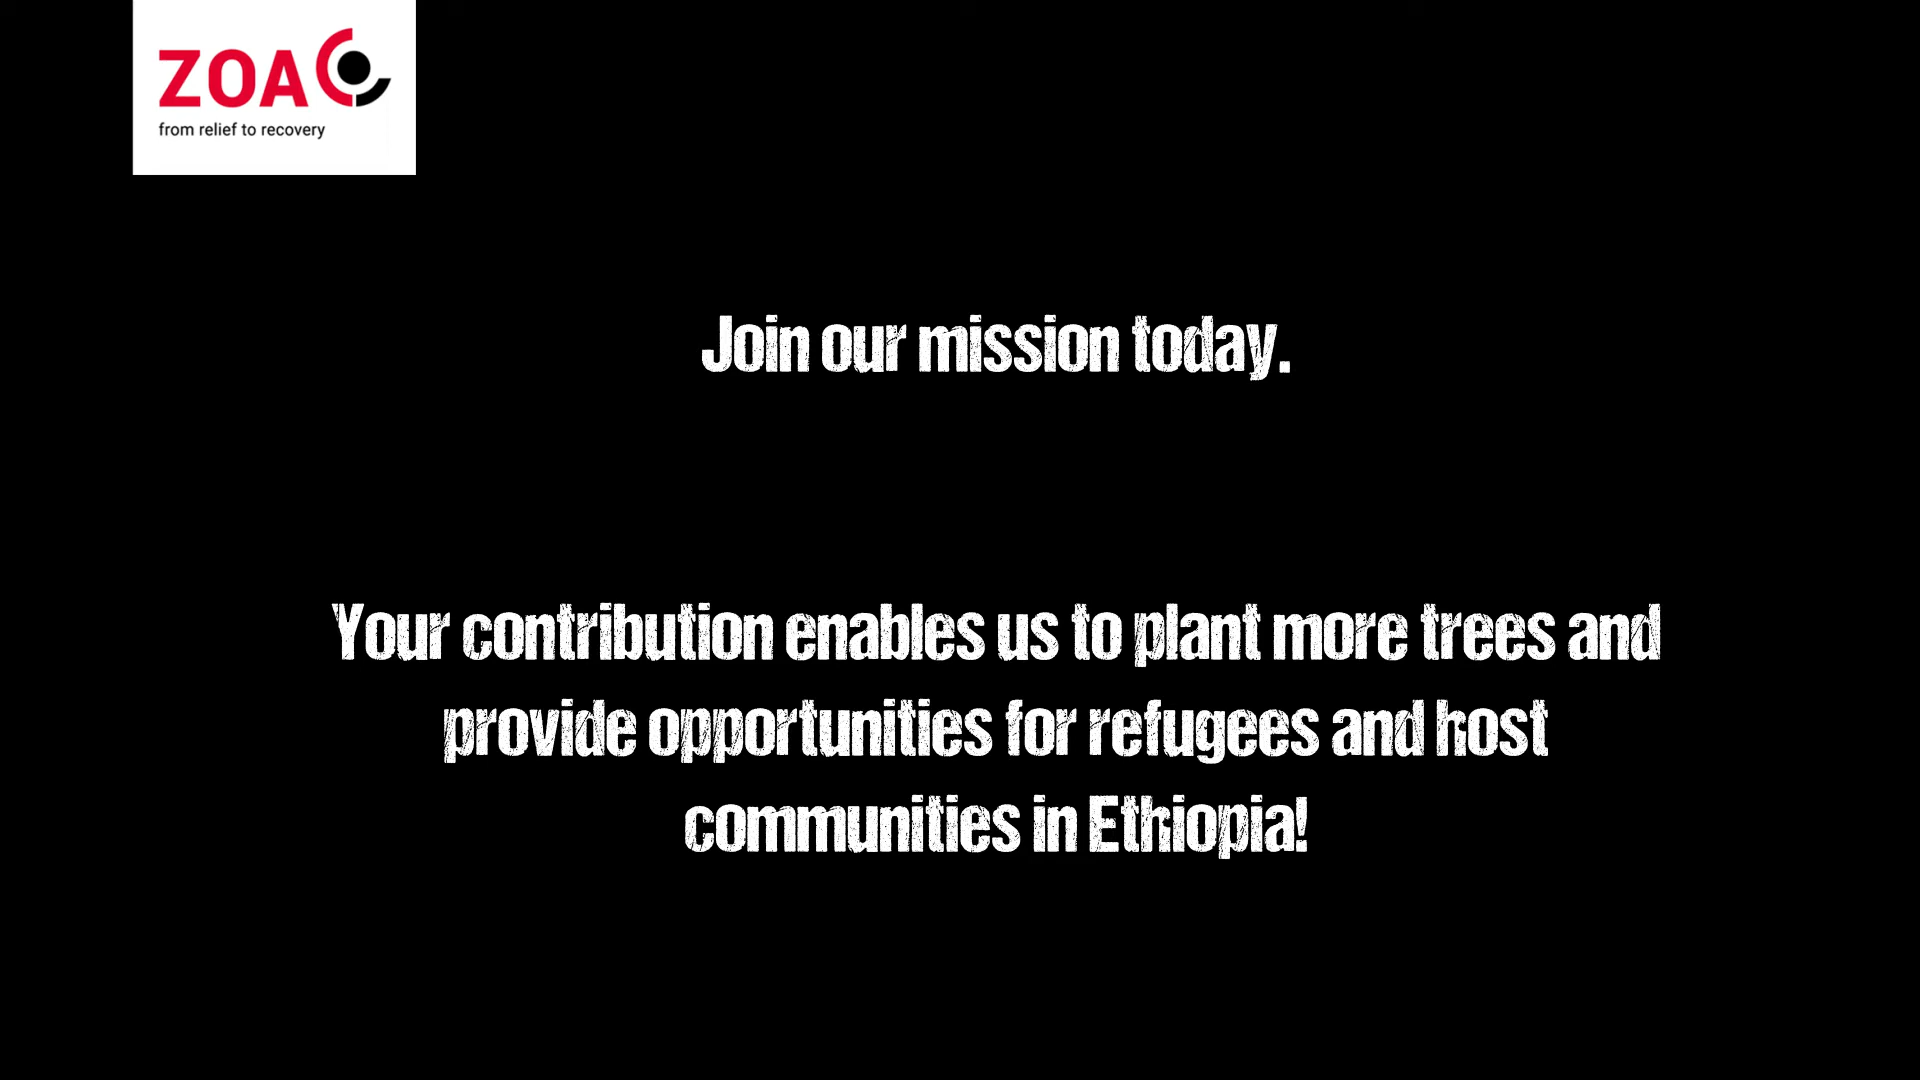 ZOA
from relief to recovery
Join our mission today.
Your contribution enables us to plant more trees and
provide opportunities for refugees and host
communities in Ethiopia!